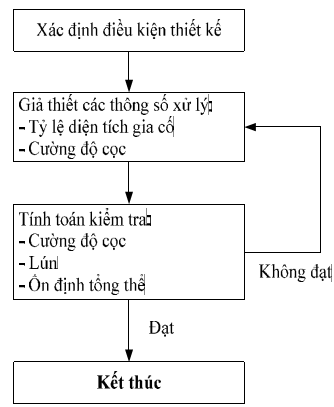 Xác định điều kiện thiết kế
Giả thiết các thông số xử lý:
- Tỷ lệ diện tích gia cố
- Cường độ cọc
Tính toán kiểm tra:
- Cường độ cọc
- Lún
- Ổn định tổng thể
Không đạt
Đạt
Kết thúc